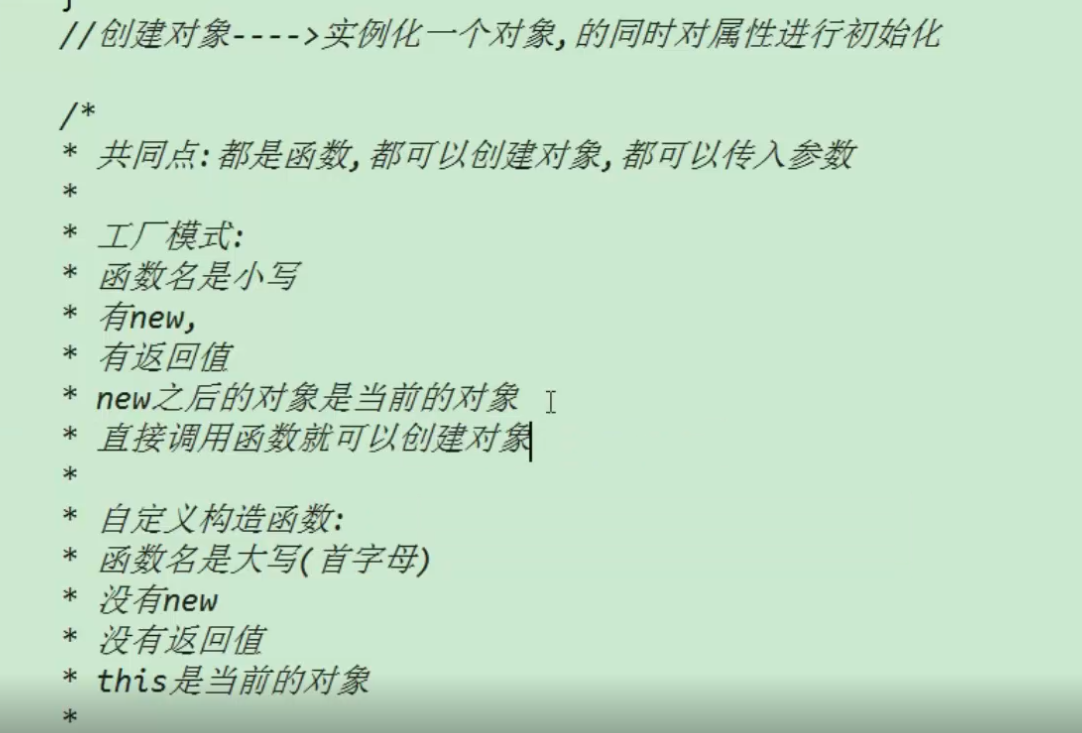 }
//创建对象---->实例化一个对象,的同时对属性进行初始化
/*
* 共同点:都是函数,都可以创建对象,都可以传入参数
*
* 工厂模式:
* 函数名是小写
* 有new,
* 有返回值
* new之后的对象是当前的对象
* 直接调用函数就可以创建对象
*
* 自定义构造函数:
* 函数名是大写(首字母)
* 没有new
* 没有返回值
* this是当前的对象
*